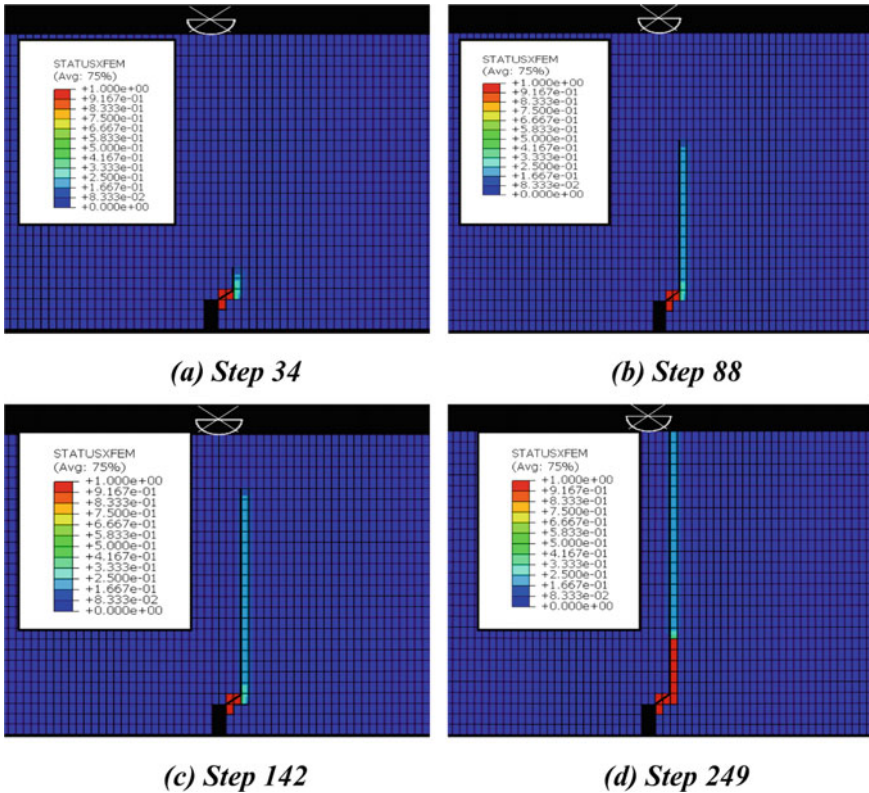 STATUSXFEM
(Avg: 75%)
+1.000e+00
+9.167e-01
+8.333e-01
+7.500e-01
+6.667e-01
+5.833e-01
+5.000e-01
+4.167e-01
+3.333e-01
+2.500e-01
+1.667e-01
+8.333e-02
+0.000e+00
(a) Step 34
STATUSXFEM
(Avg: 75%)
+1.000e+00
+9.167e-01
+8.333e-01
+7.500e-01
+6.667e-01
+5.833e-01
+5.000e-01
+4.167e-01
+3.333e-01
+2.500e-01
+1.667e-01
+8.333e-02
+0.000e+00
(b) Step 88
STATUSXFEM
(Avg: 75%)
+1.000e+00
+9.167e-01
+8.333e-01
+7.500e-01
+6.667e-01
+5.833e-01
+5.000e-01
+4.167e-01
+3.333e-01
+2.500e-01
+1.667e-01
+8.333e-02
+0.000e+00
(c) Step 142
STATUSXFEM
(Avg: 75%)
+1.000e+00
+9.167e-01
+8.333e-01
+7.500e-01
+6.667e-01
+5.833e-01
+5.000e-01
+4.167e-01
+3.333e-01
+2.500e-01
+1.667e-01
+8.333e-02
+0.000e+00
(d) Step 249